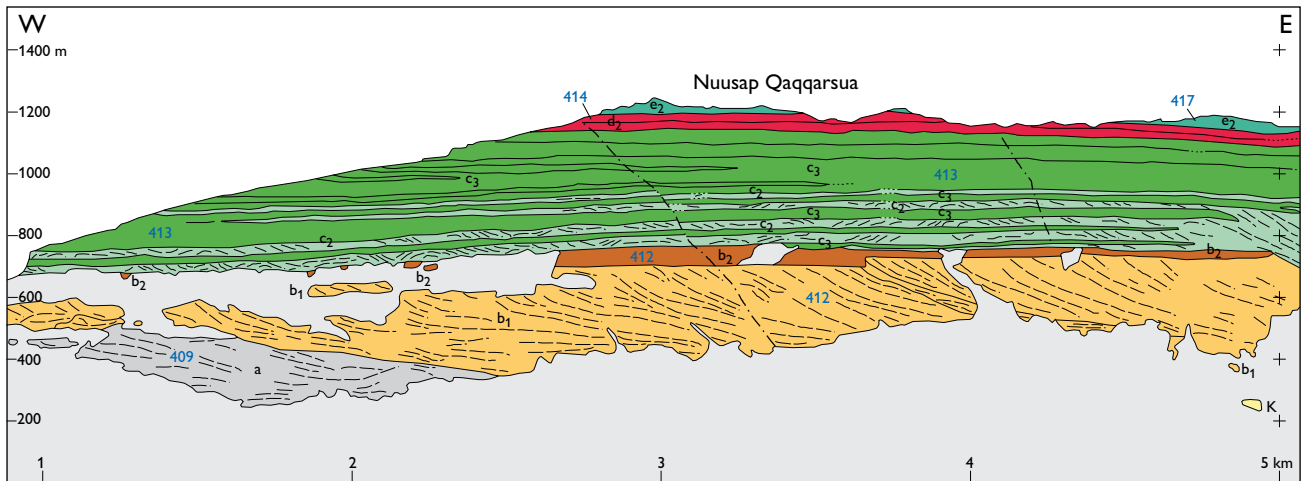 W
E
1400 m
Nuusap Qaqqarsua
414
e₂
417
1200
d₂
e₂
1000
c₃
c₃
413
c₂
c₃
c₂
413
c₃
c₃
800
c₂
c₂
c₃
b₂
412
b₂
b₂
b₂
b₁
412
600
b₁
409
400
a
b₁
K
200
1
2
3
4
5 km